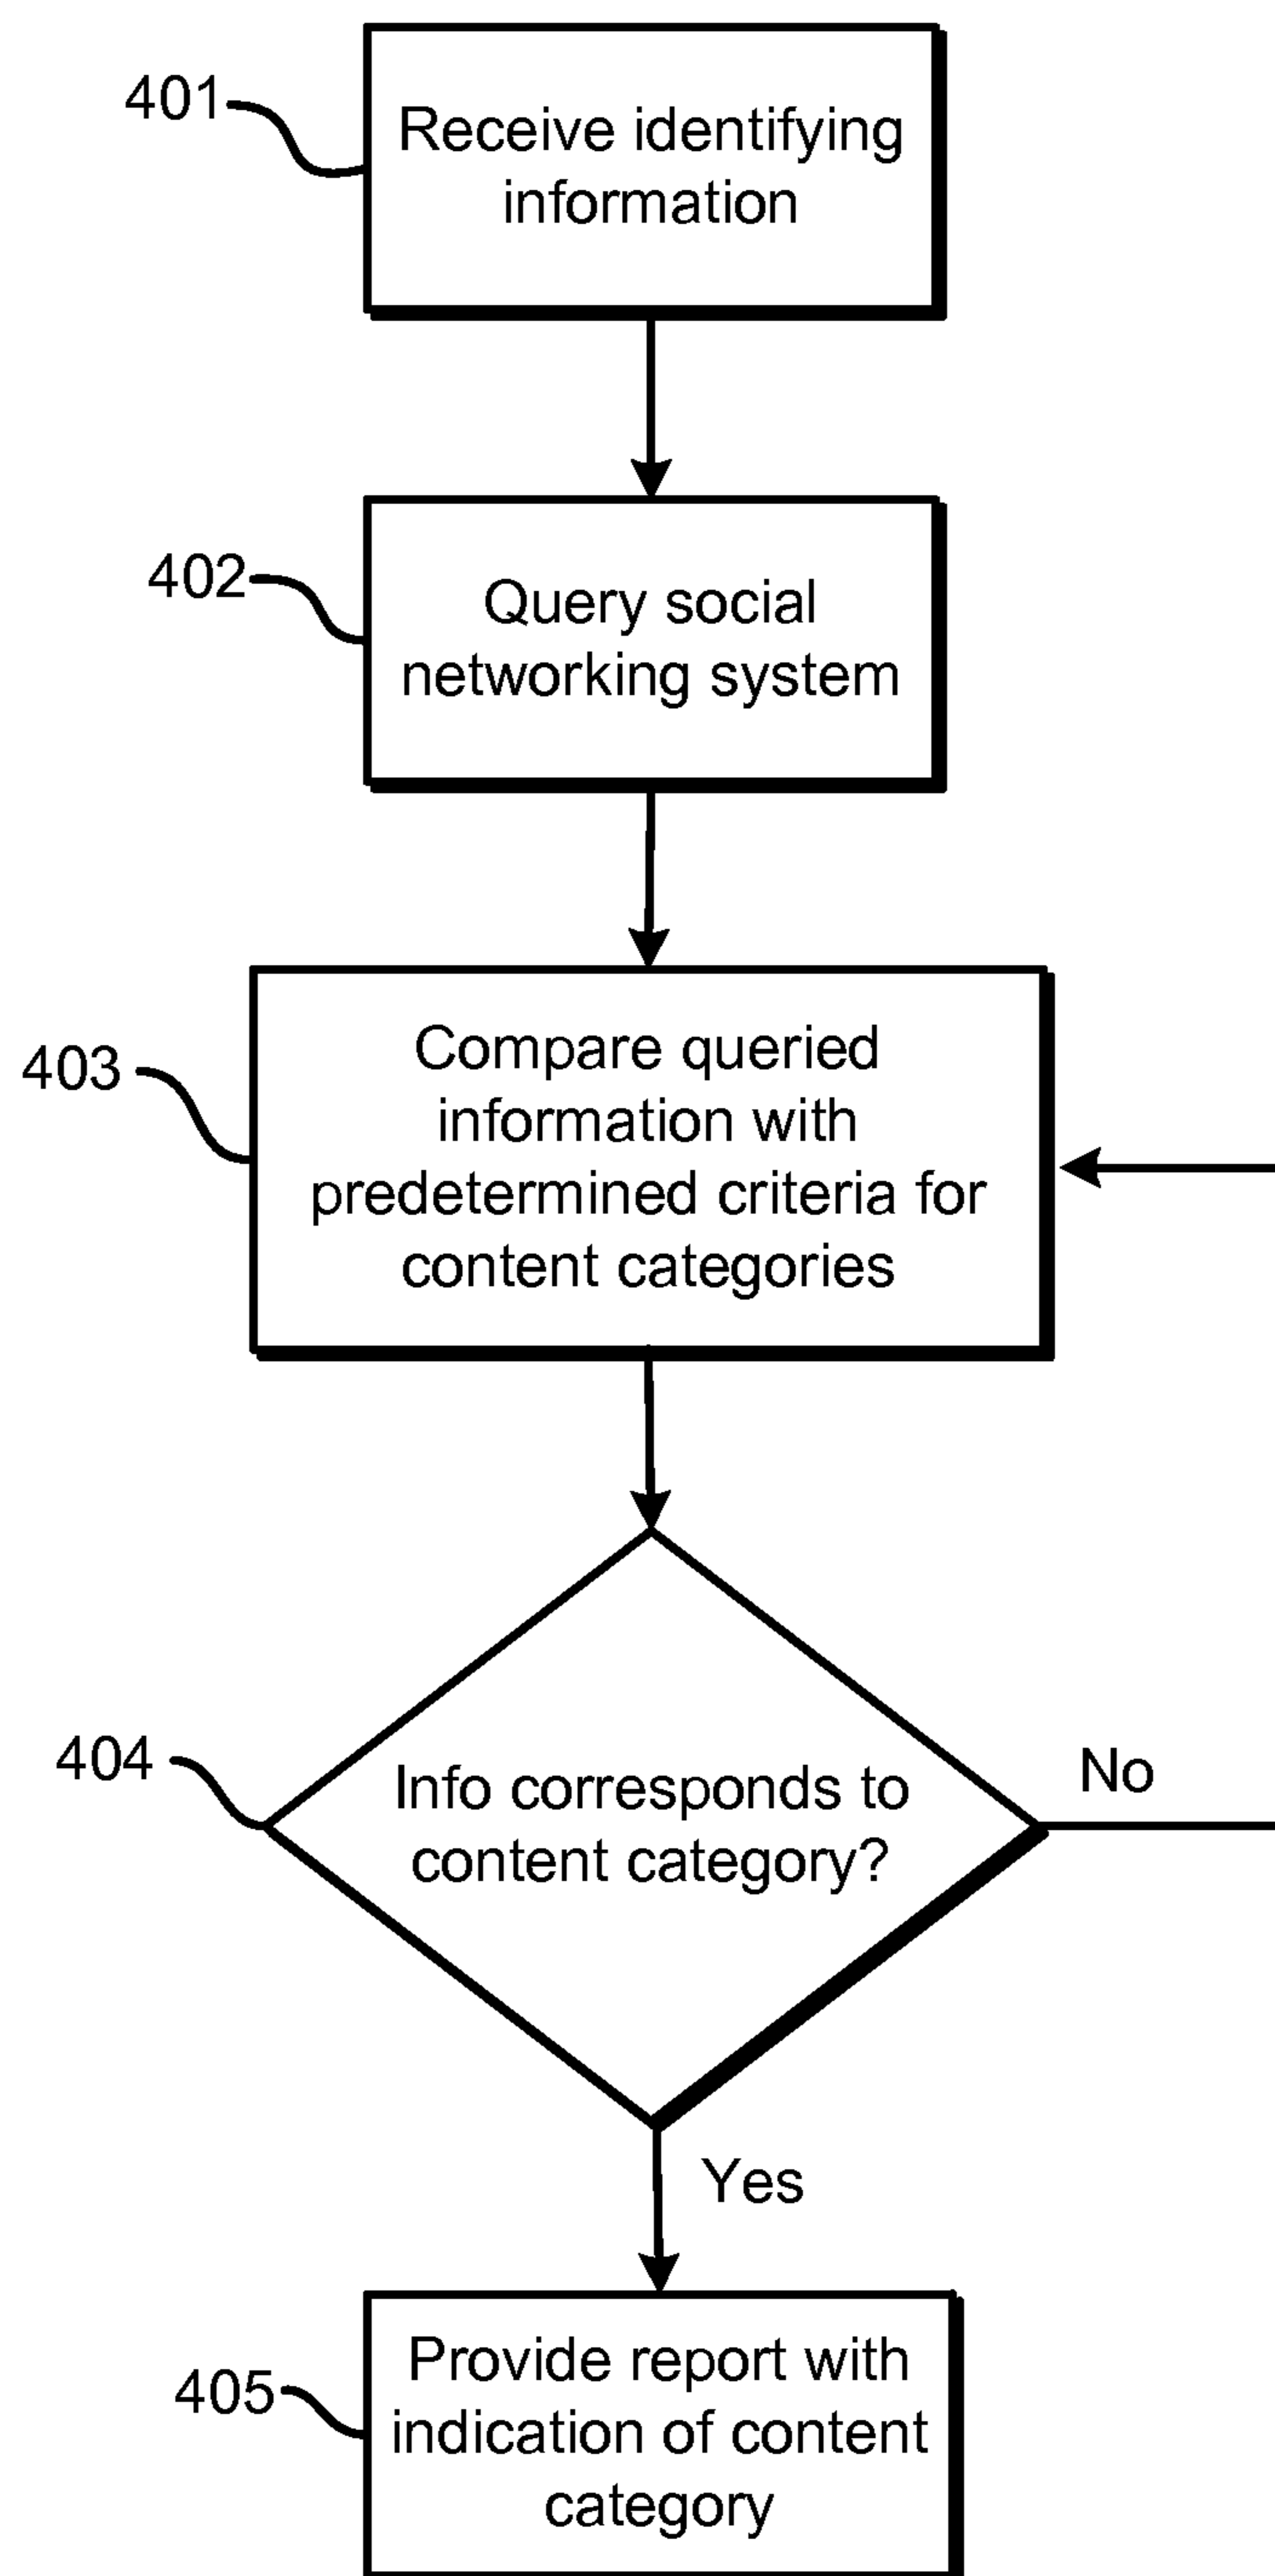 401
Receive identifying
information
402
Query social
networking system
403
Compare queried
information with
predetermined criteria for
content categories
404
Info corresponds to
content category?
No
Yes
405
Provide report with
indication of content
category